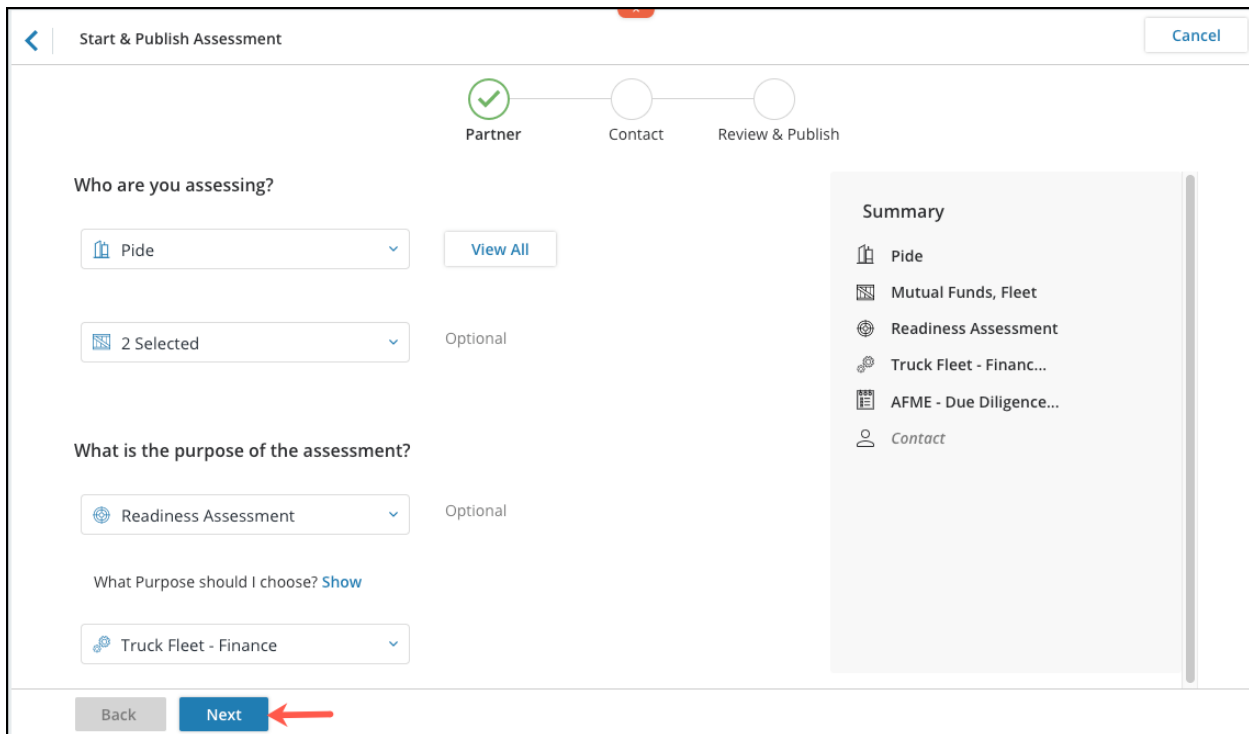 Start & Publish Assessment
Cancel
Partner
Contact
Review & Publish
Who are you assessing?
Pide
View All
2 Selected
Optional
What is the purpose of the assessment?
Readiness Assessment
Optional
What Purpose should I choose? Show
Truck Fleet - Finance
Summary
Pide
Mutual Funds, Fleet
Readiness Assessment
Truck Fleet - Financ...
AFME - Due Diligence...
Contact
Back
Next